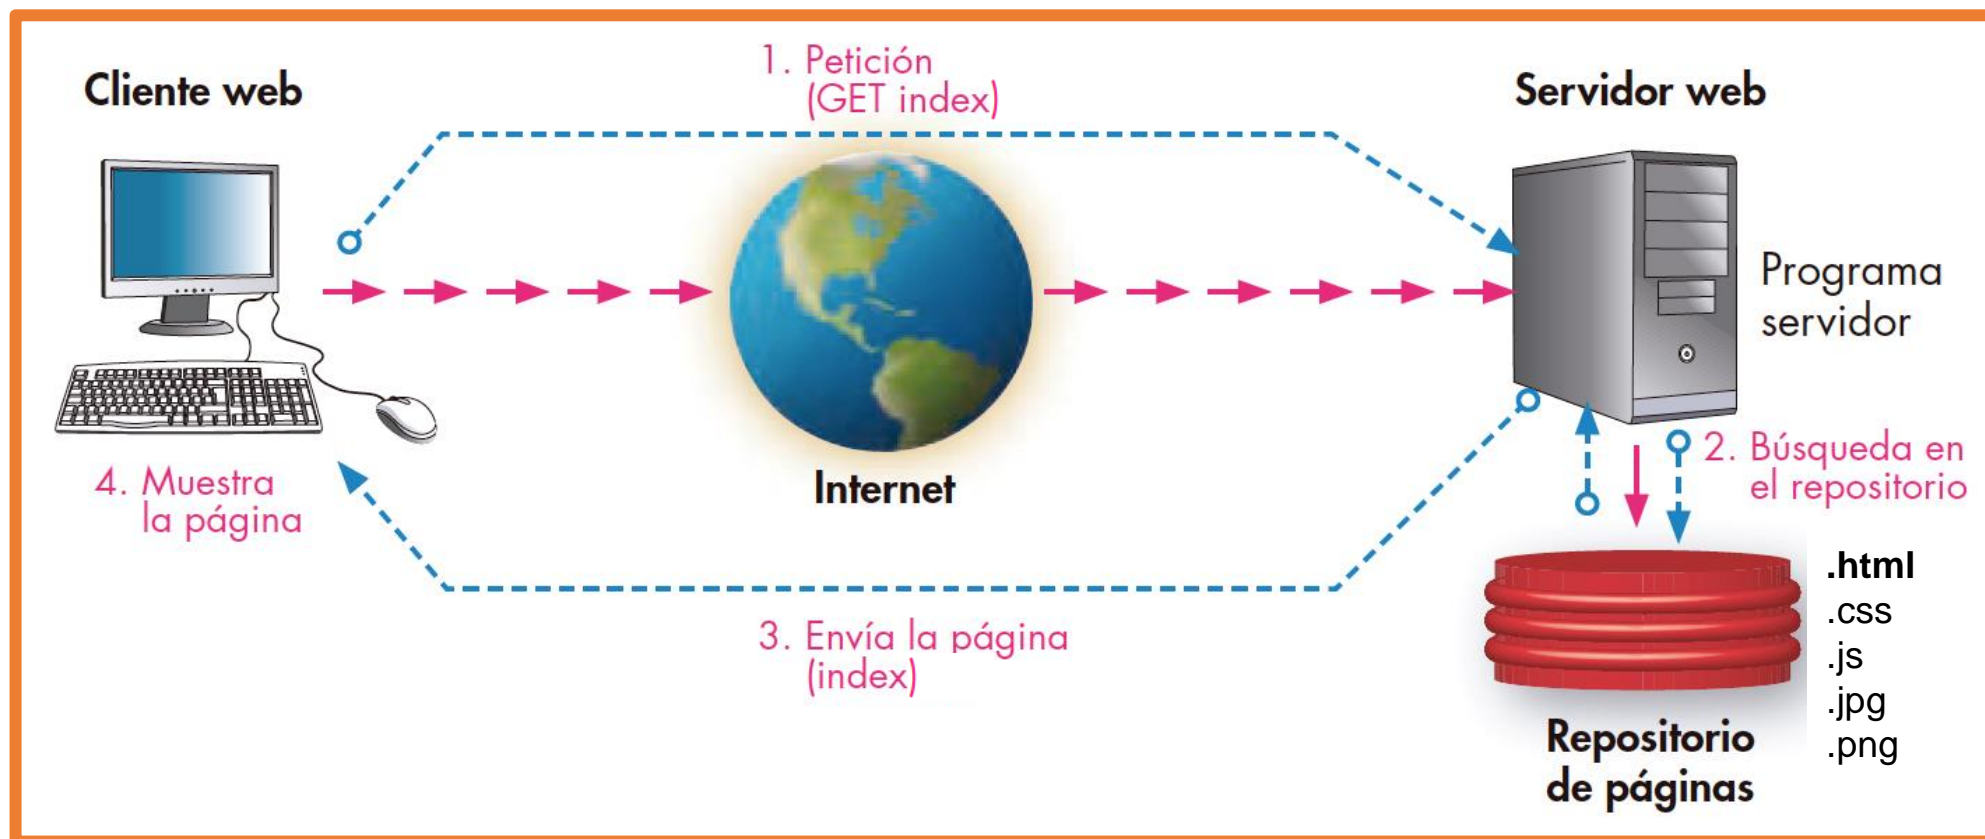 Cliente web
1. Petición
(GET index)
Servidor web
Programa
servidor
Internet
4. Muestra
la página
2. Búsqueda en
el repositorio
3. Envía la página
(index)
.html
.css
.js
.jpg
.png
Repositorio
de páginas